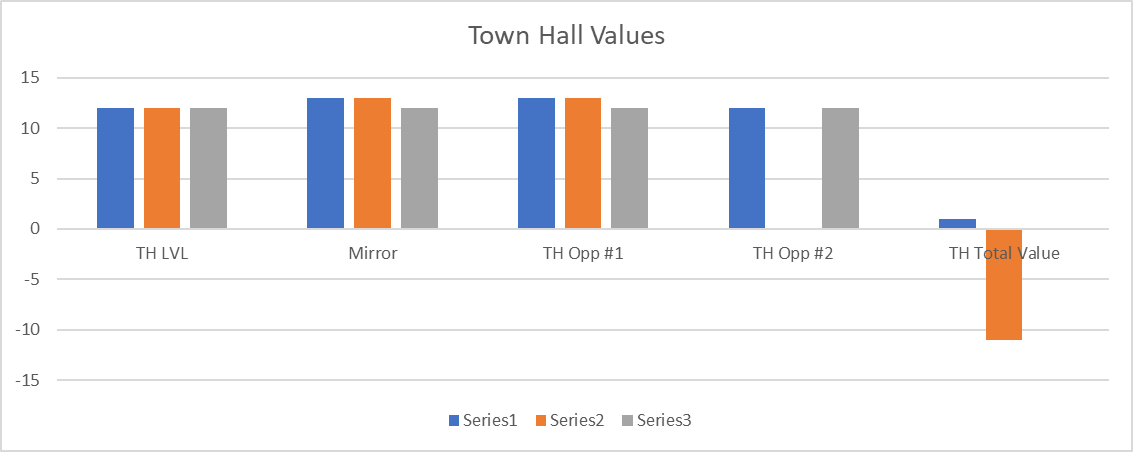 Town Hall Values
15
10
5
0
-5
-10
-15
TH LVL Mirror TH Opp #1 TH Opp #2 TH Total Value
Series1 Series2 Series3